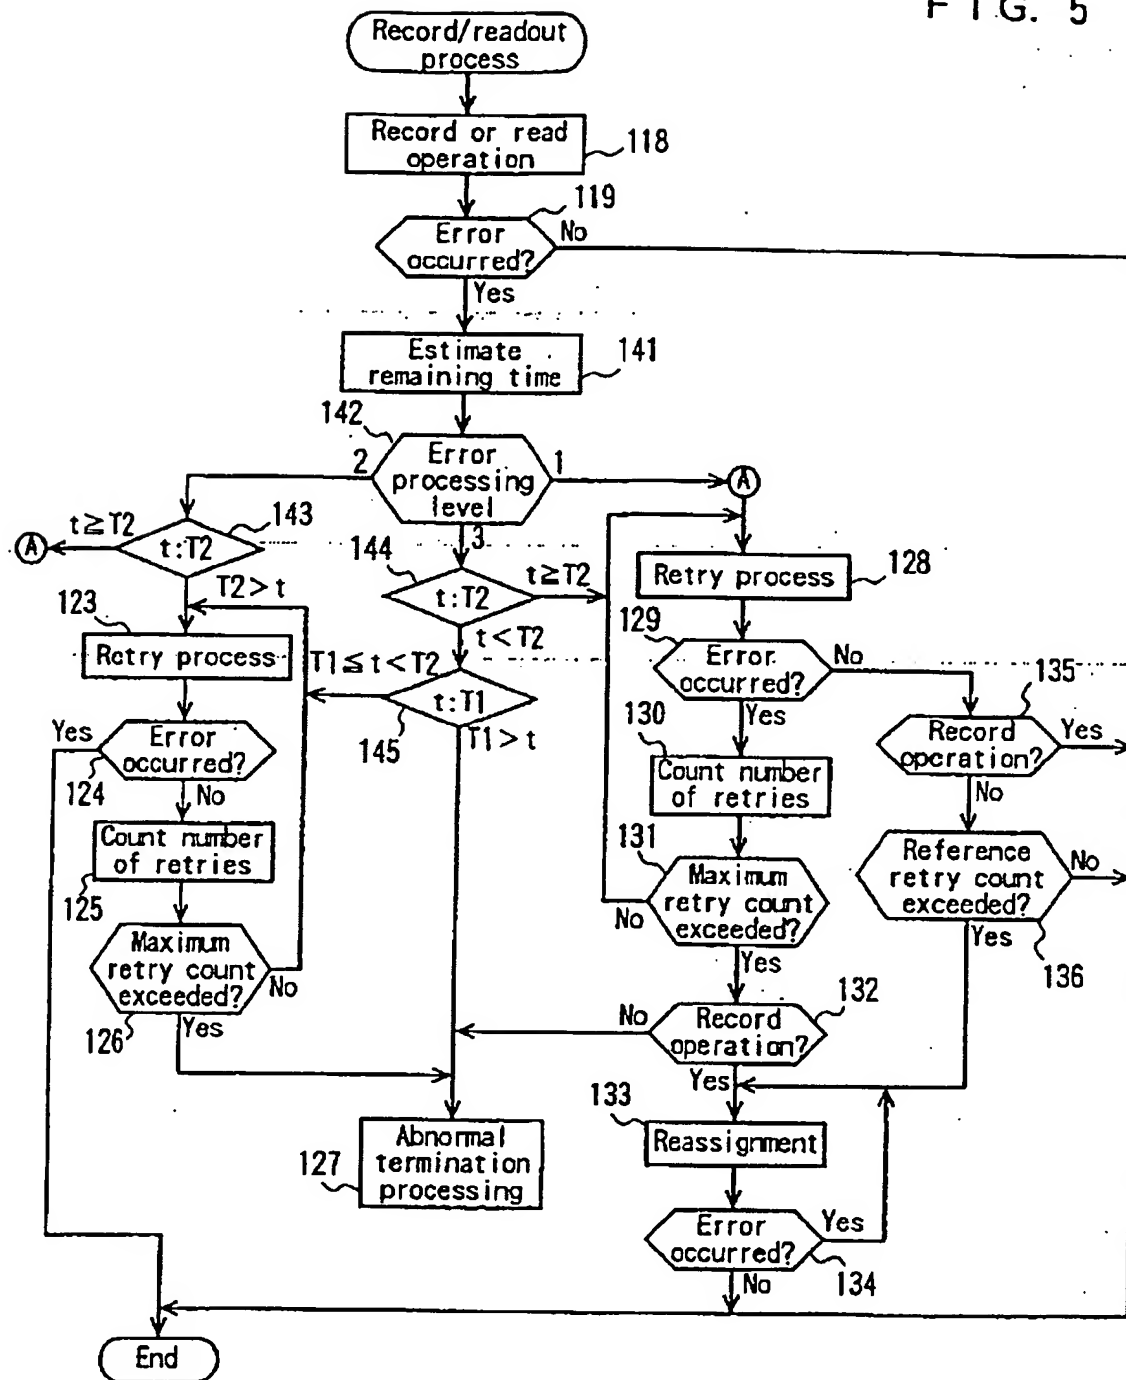 FIG. 5
Record/readout
process
Record or read
operation
118
119
Error
occurred?
No
Yes
Estimate
remaining time
141
142
Error
processing
level
2
1
3
A
143
t≧T2
t:T2
A
T2>t
144
t:T2
t≧T2
t<T2
Retry process
128
123
Retry process
T1≦t<T2
t:T1
145
T1>t
129
Error
occurred?
No
Yes
135
Record
operation?
Yes
No
Yes
Error
occurred?
124
No
130
Count number
of retries
Count number
of retries
125
131
Maximum
retry count
exceeded?
No
Yes
Reference
retry count
exceeded?
No
Yes
136
Maximum
retry count
exceeded?
No
126
Yes
132
No
Record
operation?
Yes
133
Reassignment
127
Abnormal
termination
processing
Error
occurred?
Yes
134
No
End